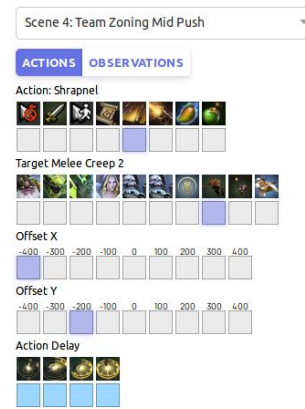 Scene 4: Team Zoning Mid Push
ACTIONS OBSERVATIONS
Action: Shrapnel
Target Melee Creep 2
Offset X
-400 -300 -200 -100 0 100 200 300 400
Offset Y
-400 -300 -200 -100 0 100 200 300 400
Action Delay